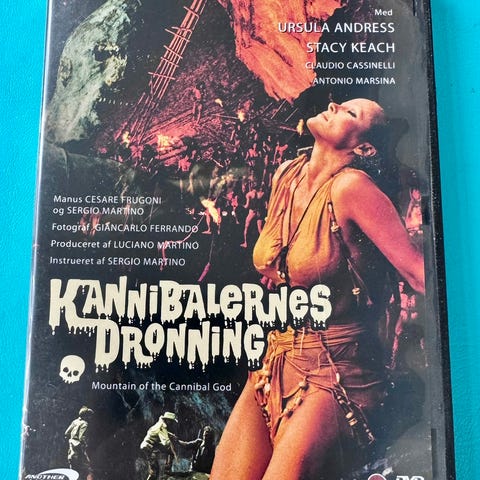 Med
URSULA ANDRESS
STACY KEACH
CLAUDIO CASSINELLI
ANTONIO MARSINA
Manus CESARE FRUGONI
og SERGIO MARTINO
Fotograf GIANCARLO FERRANDO
Produceret af LUCIANO MARTINO
Instrueret af SERGIO MARTINO
KANNIBALERNES
DRONNING
Mountain of the Cannibal God
ANOTHER